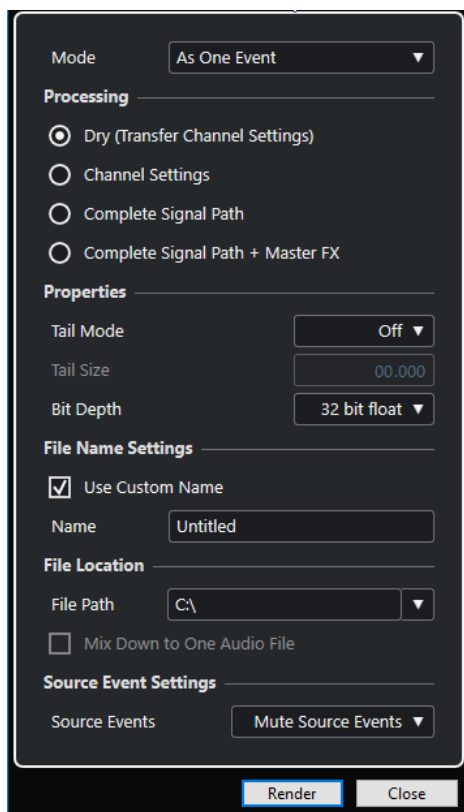 Mode As One Event
Processing
Dry (Transfer Channel Settings)
Channel Settings
Complete Signal Path
Complete Signal Path + Master FX
Properties
Tail Mode Off
Tail Size 00.000
Bit Depth 32 bit float
File Name Settings
Use Custom Name
Name Untitled
File Location
File Path C:\
Mix Down to One Audio File
Source Event Settings
Source Events Mute Source Events
Render Close